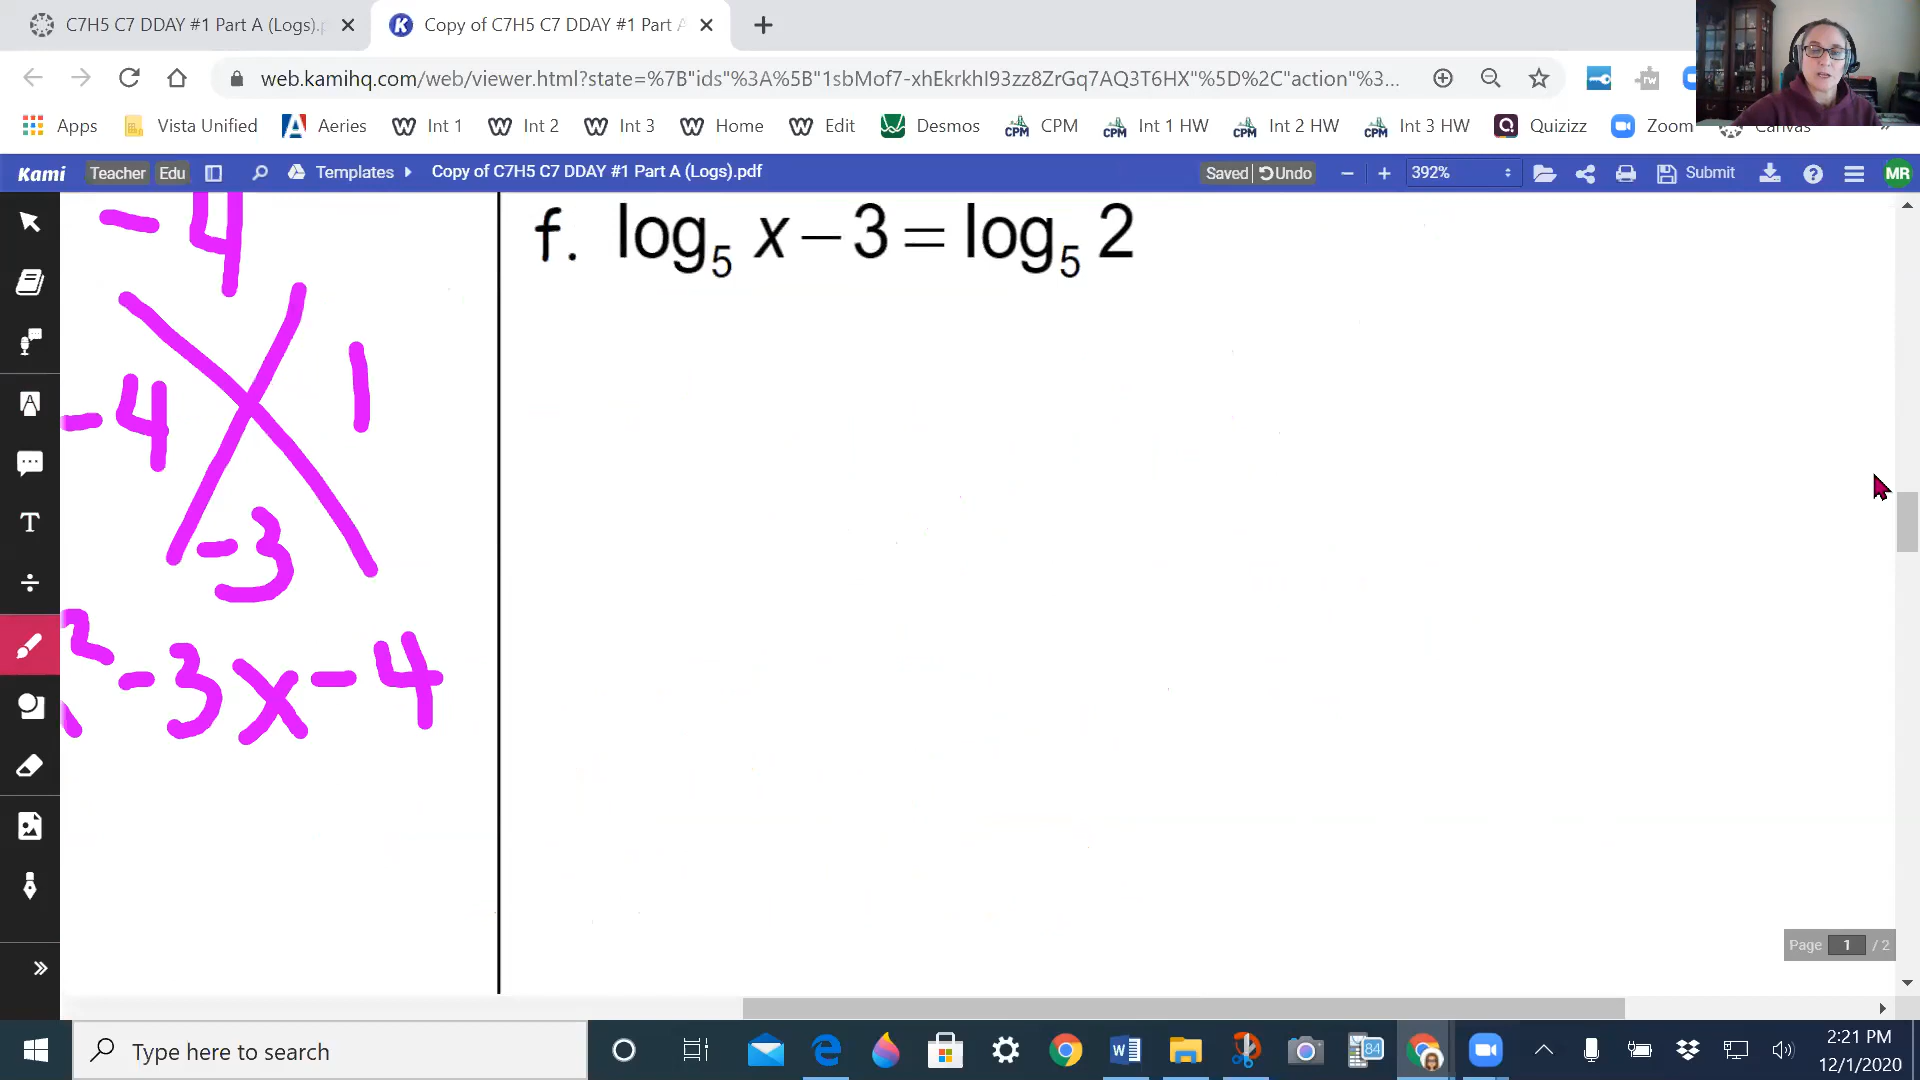 C7H5 C7 DDAY #1 Part A (Logs).p
Copy of C7H5 C7 DDAY #1 Part A
web.kamihq.com/web/viewer.html?state=%7B"ids"%3A%5B"1sbMof7-xhEkrkhI93zz8ZrGq7AQ3T6HX"%5D%2C"action"%3...
Apps Vista Unified Aeries Int 1 Int 2 Int 3 Home Edit Desmos CPM Int 1 HW Int 2 HW Int 3 HW Quizizz Zoom Canvas
Kami Teacher Edu Templates Copy of C7H5 C7 DDAY #1 Part A (Logs).pdf Saved Undo 392% Submit MR
-4
f. log₅ x – 3 = log₅ 2
-4 1
-3
² -3x-4
Page 1 / 2
Type here to search
84
2:21 PM
12/1/2020